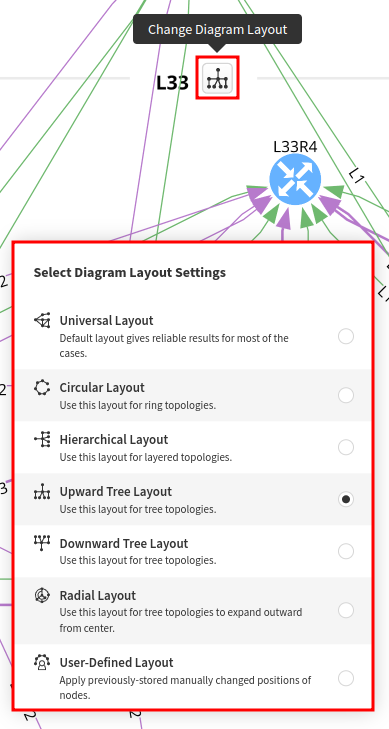 Change Diagram Layout
L33
L33R4
L1
2
L1
Select Diagram Layout Settings
Universal Layout
Default layout gives reliable results for most of the
cases.
Circular Layout
Use this layout for ring topologies.
2
Hierarchical Layout
Use this layout for layered topologies.
3
Upward Tree Layout
Use this layout for tree topologies.
Downward Tree Layout
Use this layout for tree topologies.
Radial Layout
Use this layout for tree topologies to expand outward
from center.
User-Defined Layout
Apply previously-stored manually changed positions of
nodes.
2
2